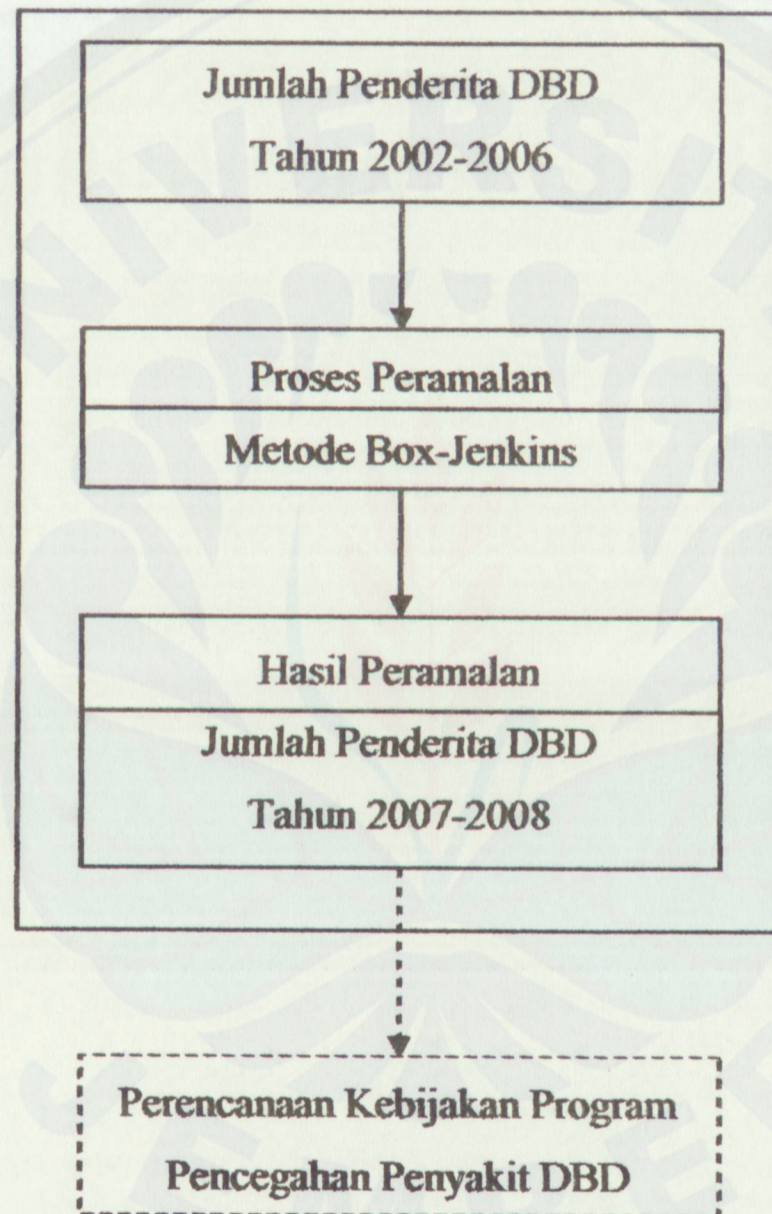 Jumlah Penderita DBD
Tahun 2002-2006
Proses Peramalan
Metode Box-Jenkins
Hasil Peramalan
Jumlah Penderita DBD
Tahun 2007-2008
Perencanaan Kebijakan Program
Pencegahan Penyakit DBD